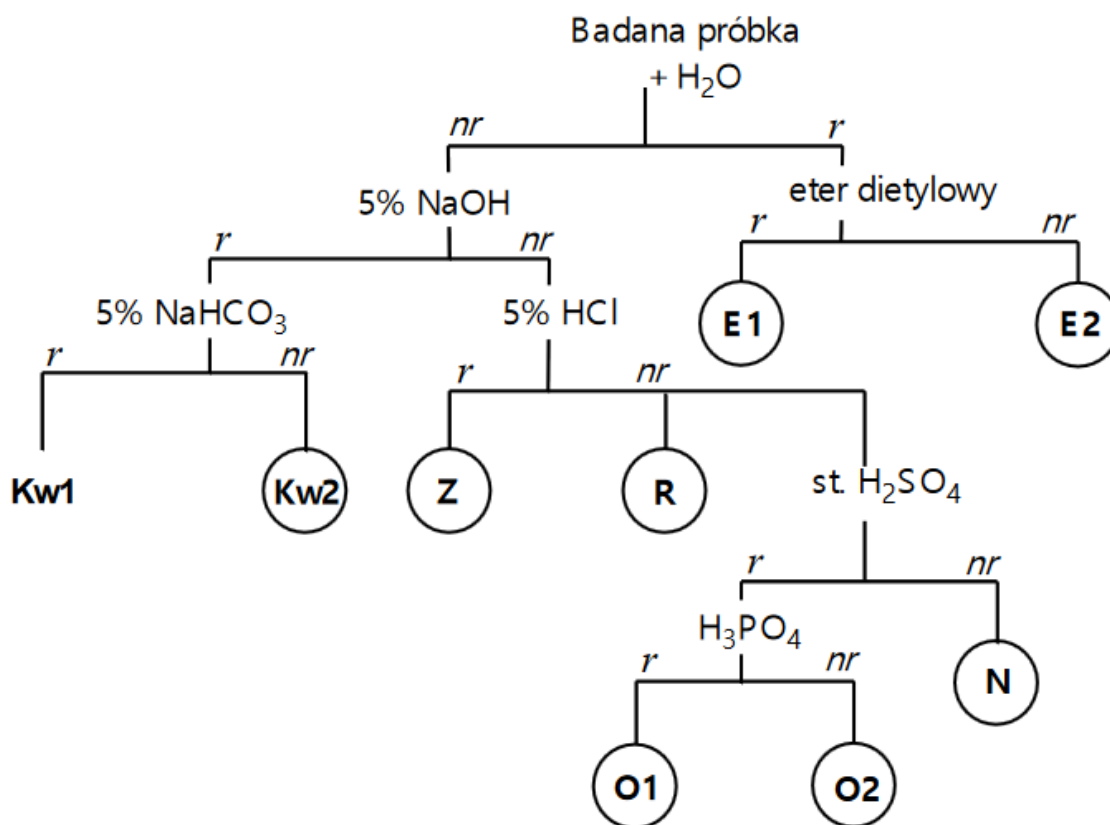 Badana próbka
+ H₂O
nr
r
5% NaOH
eter dietylowy
r
nr
r
nr
5% NaHCO₃
5% HCl
E1
E2
r
nr
r
nr
Kw1
Kw2
Z
R
st. H₂SO₄
r
nr
H₃PO₄
r
nr
N
O1
O2